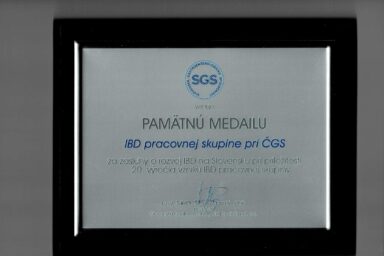 SGS
PAMÄTNÚ MEDAILU
IBD pracovnej skupine pri ČGS
za zásluhy o rozvoj IBD na Slovensku pri príležitosti
20. výročia vzniku IBD pracovnej skupiny